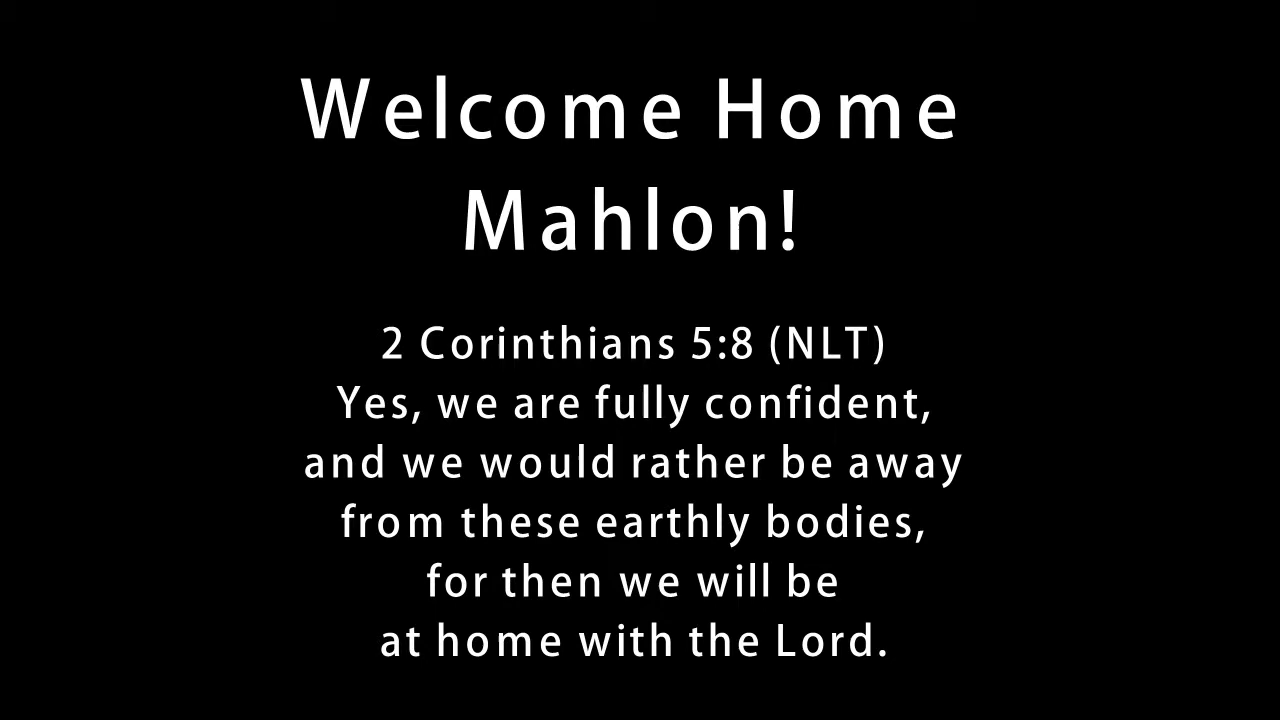 Welcome Home
Mahlon!
2 Corinthians 5:8 (NLT)
Yes, we are fully confident,
and we would rather be away
from these earthly bodies,
for then we will be
at home with the Lord.